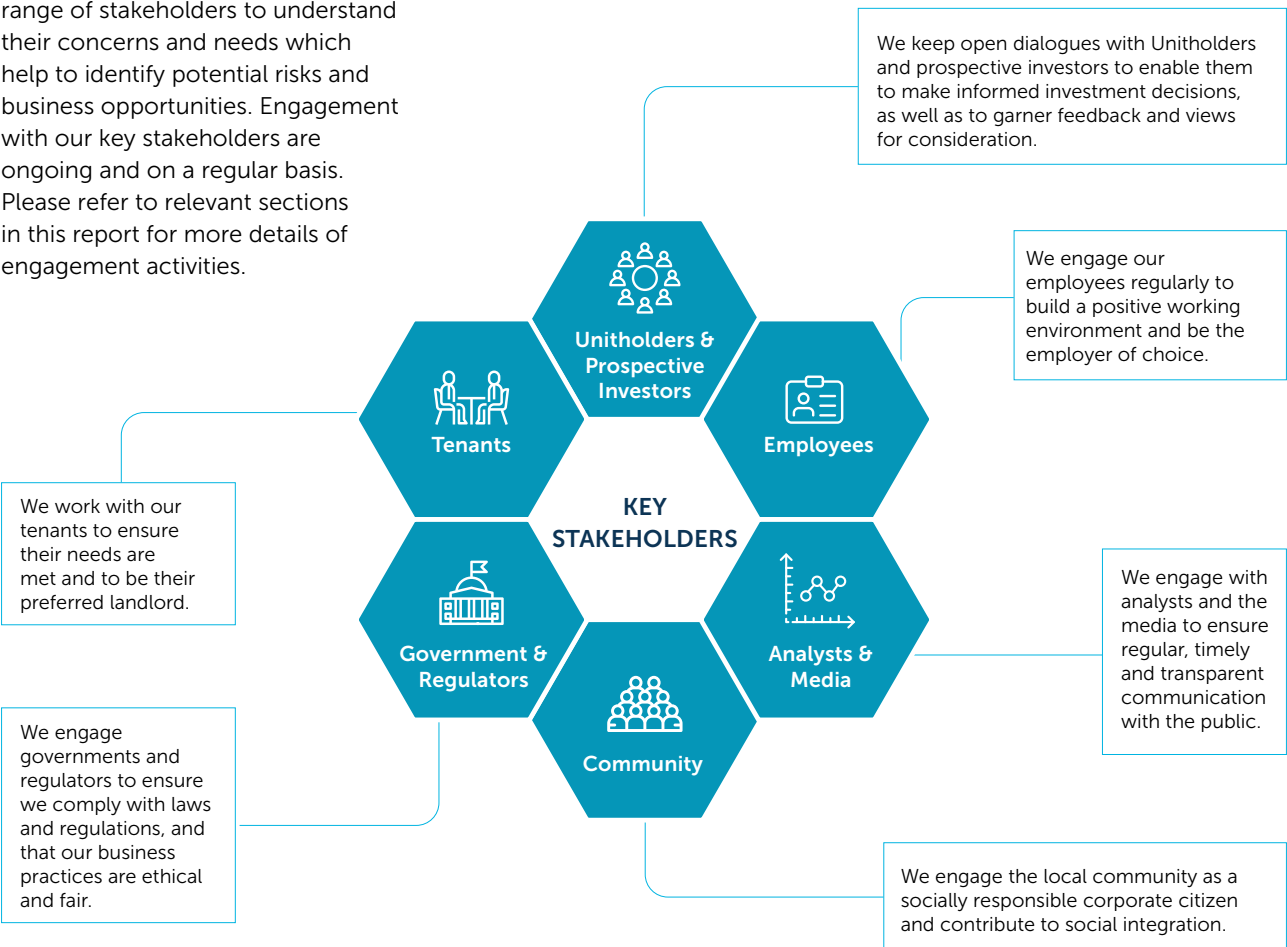 range of stakeholders to understand
their concerns and needs which
help to identify potential risks and
business opportunities. Engagement
with our key stakeholders are
ongoing and on a regular basis.
Please refer to relevant sections
in this report for more details of
engagement activities.
We keep open dialogues with Unitholders
and prospective investors to enable them
to make informed investment decisions,
as well as to garner feedback and views
for consideration.
Unitholders &
Prospective
Investors
We engage our
employees regularly to
build a positive working
environment and be the
employer of choice.
Tenants
Employees
We work with our
tenants to ensure
their needs are
met and to be their
preferred landlord.
KEY
STAKEHOLDERS
Government &
Regulators
Analysts &
Media
We engage with
analysts and the
media to ensure
regular, timely
and transparent
communication
with the public.
Community
We engage
governments and
regulators to ensure
we comply with laws
and regulations, and
that our business
practices are ethical
and fair.
We engage the local community as a
socially responsible corporate citizen
and contribute to social integration.